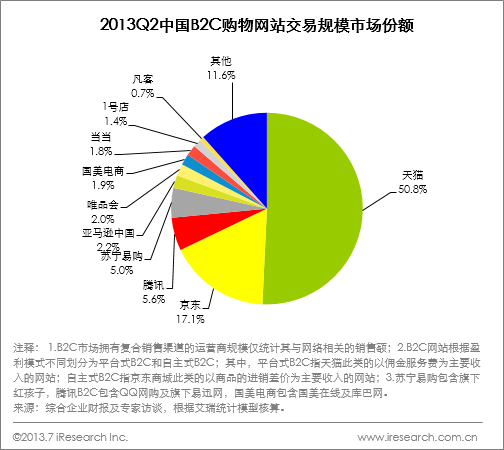 2013Q2中国B2C购物网站交易规模市场份额
其他
11.6%
凡客
0.7%
1号店
1.4%
当当
1.8%
国美电商
1.9%
唯品会
2.0%
亚马逊中国
2.2%
苏宁易购
5.0%
腾讯
5.6%
京东
17.1%
天猫
50.8%
注释： 1.B2C市场拥有复合销售渠道的运营商规模仅统计其与网络相关的销售额；2.B2C网站根据盈
利模式不同划分为平台式B2C和自主式B2C；其中，平台式B2C指天猫此类的以佣金服务费为主要收
入的网站；自主式B2C指京东商城此类的以商品的进销差价为主要收入的网站；3.苏宁易购包含旗下
红孩子，腾讯B2C包含QQ网购及旗下易迅网，国美电商包含国美在线及库巴网。
来源：综合企业财报及专家访谈，根据艾瑞统计模型核算。
©2013.7 iResearch Inc.
www.iresearch.com.cn